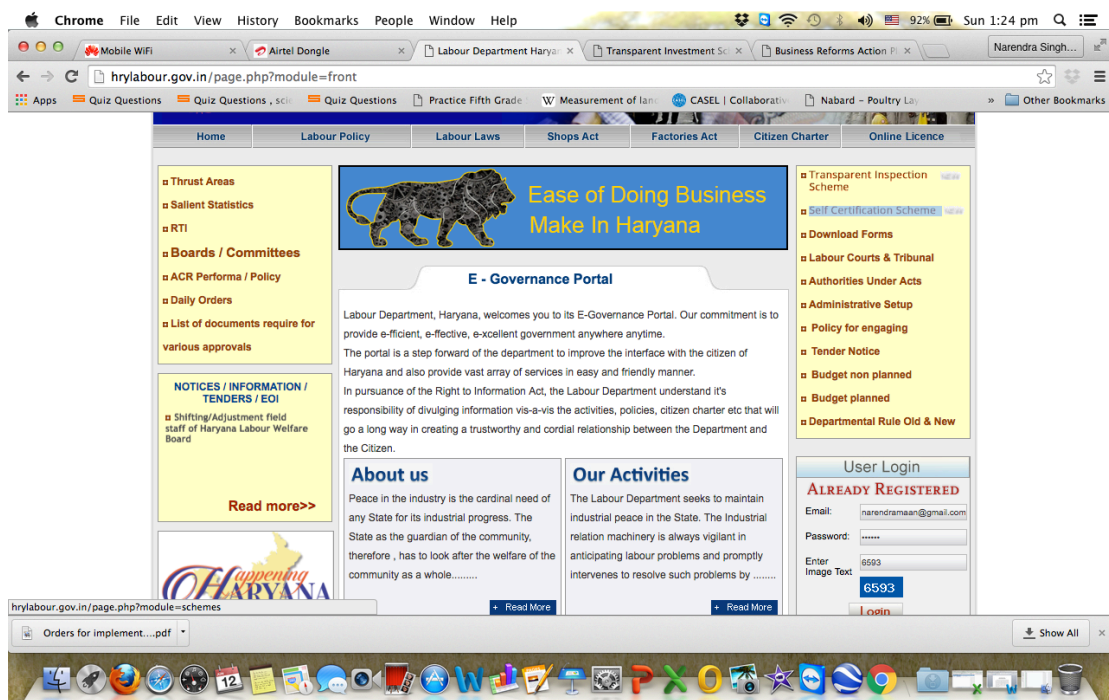 Chrome File Edit View History Bookmarks People Window Help
92% Sun 1:24 pm
Mobile WiFi × Airtel Dongle × Labour Department Haryan × Transparent Investment Sc × Business Reforms Action Pl × Narendra Singh...
hrylabour.gov.in/page.php?module=front
Apps Quiz Questions Quiz Questions , scie Quiz Questions Practice Fifth Grade W Measurement of land CASEL | Collaborativ Nabard – Poultry Lay » Other Bookmarks
Home Labour Policy Labour Laws Shops Act Factories Act Citizen Charter Online Licence
Thrust Areas
Salient Statistics
RTI
Boards / Committees
ACR Performa / Policy
Daily Orders
List of documents require for
various approvals
NOTICES / INFORMATION /
TENDERS / EOI
Shifting/Adjustment field
staff of Haryana Labour Welfare
Board
Read more>>
Happening
HARYANA
Ease of Doing Business
Make In Haryana
E - Governance Portal
Labour Department, Haryana, welcomes you to its E-Governance Portal. Our commitment is to
provide e-fficient, e-ffective, e-xcellent government anywhere anytime.
The portal is a step forward of the department to improve the interface with the citizen of
Haryana and also provide vast array of services in easy and friendly manner.
In pursuance of the Right to Information Act, the Labour Department understand it's
responsibility of divulging information vis-a-vis the activities, policies, citizen charter etc that will
go a long way in creating a trustworthy and cordial relationship between the Department and
the Citizen.
About us
Peace in the industry is the cardinal need of
any State for its industrial progress. The
State as the guardian of the community,
therefore , has to look after the welfare of the
community as a whole.........
+ Read More
Our Activities
The Labour Department seeks to maintain
industrial peace in the State. The Industrial
relation machinery is always vigilant in
anticipating labour problems and promptly
intervenes to resolve such problems by ........
+ Read More
Transparent Inspection NEW
Scheme
Self Certification Scheme NEW
Download Forms
Labour Courts & Tribunal
Authorities Under Acts
Administrative Setup
Policy for engaging
Tender Notice
Budget non planned
Budget planned
Departmental Rule Old & New
User Login
ALREADY REGISTERED
Email: narendramaan@gmail.com
Password: ••••••
Enter
Image Text 6593
6593
Login
hrylabour.gov.in/page.php?module=schemes
Orders for implement....pdf
Show All ×
12